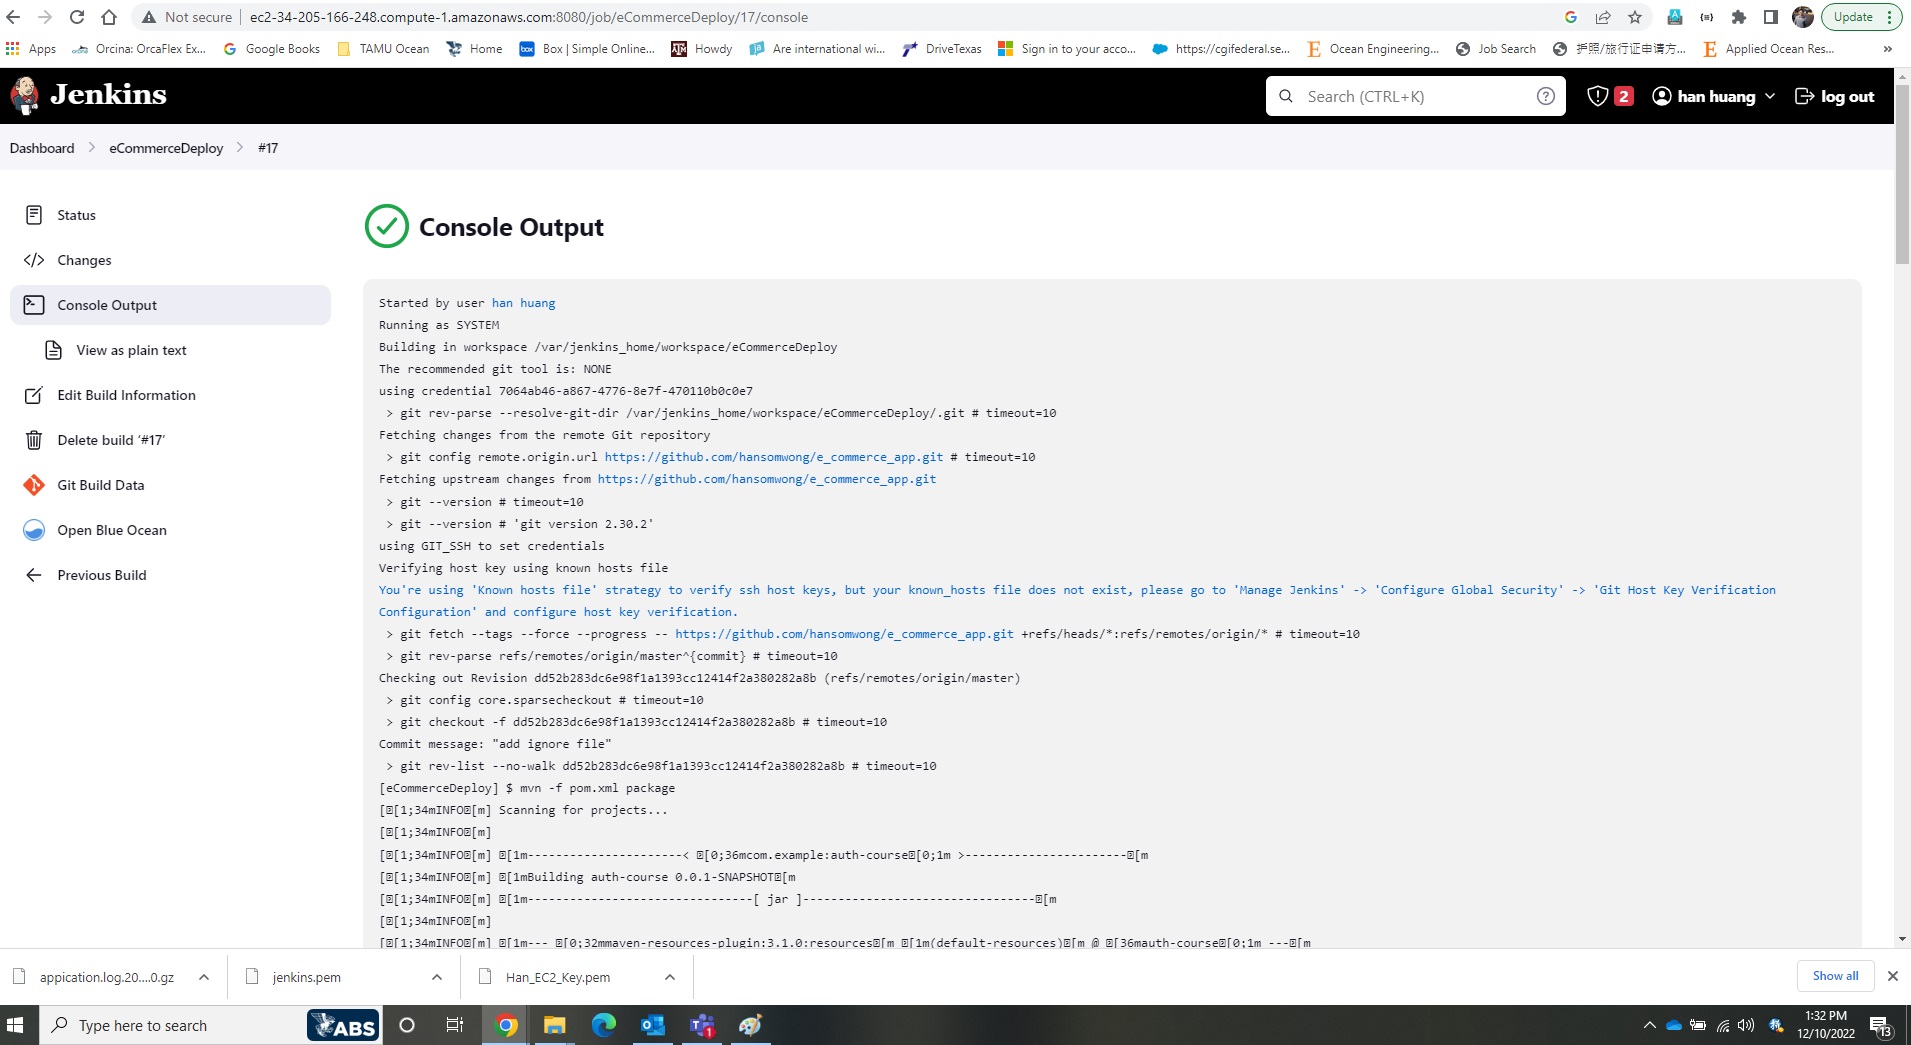 Not secure ec2-34-205-166-248.compute-1.amazonaws.com:8080/job/eCommerceDeploy/17/console Update
Apps Orcina: OrcaFlex Ex... Google Books TAMU Ocean Home Box | Simple Online... Howdy Are international wi... DriveTexas Sign in to your acco... https://cgifederal.se... Ocean Engineering... Job Search 护照/旅行证申请方... Applied Ocean Res... »
Jenkins Search (CTRL+K) 2 han huang log out
Dashboard > eCommerceDeploy > #17
Status
Changes
Console Output
View as plain text
Edit Build Information
Delete build ‘#17’
Git Build Data
Open Blue Ocean
Previous Build
Console Output
Started by user han huang
Running as SYSTEM
Building in workspace /var/jenkins_home/workspace/eCommerceDeploy
The recommended git tool is: NONE
using credential 7064ab46-a867-4776-8e7f-470110b0c0e7
> git rev-parse --resolve-git-dir /var/jenkins_home/workspace/eCommerceDeploy/.git # timeout=10
Fetching changes from the remote Git repository
> git config remote.origin.url https://github.com/hansomwong/e_commerce_app.git # timeout=10
Fetching upstream changes from https://github.com/hansomwong/e_commerce_app.git
> git --version # timeout=10
> git --version # 'git version 2.30.2'
using GIT_SSH to set credentials
Verifying host key using known hosts file
You're using 'Known hosts file' strategy to verify ssh host keys, but your known_hosts file does not exist, please go to 'Manage Jenkins' -> 'Configure Global Security' -> 'Git Host Key Verification
Configuration' and configure host key verification.
> git fetch --tags --force --progress -- https://github.com/hansomwong/e_commerce_app.git +refs/heads/*:refs/remotes/origin/* # timeout=10
> git rev-parse refs/remotes/origin/master^{commit} # timeout=10
Checking out Revision dd52b283dc6e98f1a1393cc12414f2a380282a8b (refs/remotes/origin/master)
> git config core.sparsecheckout # timeout=10
> git checkout -f dd52b283dc6e98f1a1393cc12414f2a380282a8b # timeout=10
Commit message: "add ignore file"
> git rev-list --no-walk dd52b283dc6e98f1a1393cc12414f2a380282a8b # timeout=10
[eCommerceDeploy] $ mvn -f pom.xml package
[[1;34mINFO[m] Scanning for projects...
[[1;34mINFO[m]
[[1;34mINFO[m] [1m----------------------< [0;36mcom.example:auth-course[0;1m >-----------------------[m
[[1;34mINFO[m] [1mBuilding auth-course 0.0.1-SNAPSHOT[m
[[1;34mINFO[m] [1m--------------------------------[ jar ]---------------------------------[m
[[1;34mINFO[m]
[[1;34mINFO[m] [1m--- [0;32mmaven-resources-plugin:3.1.0:resources[m [1m(default-resources)[m @ [36mauth-course[0;1m ---[m
appication.log.20....0.gz jenkins.pem Han_EC2_Key.pem Show all
Type here to search ABS 1 1:32 PM
12/10/2022 13